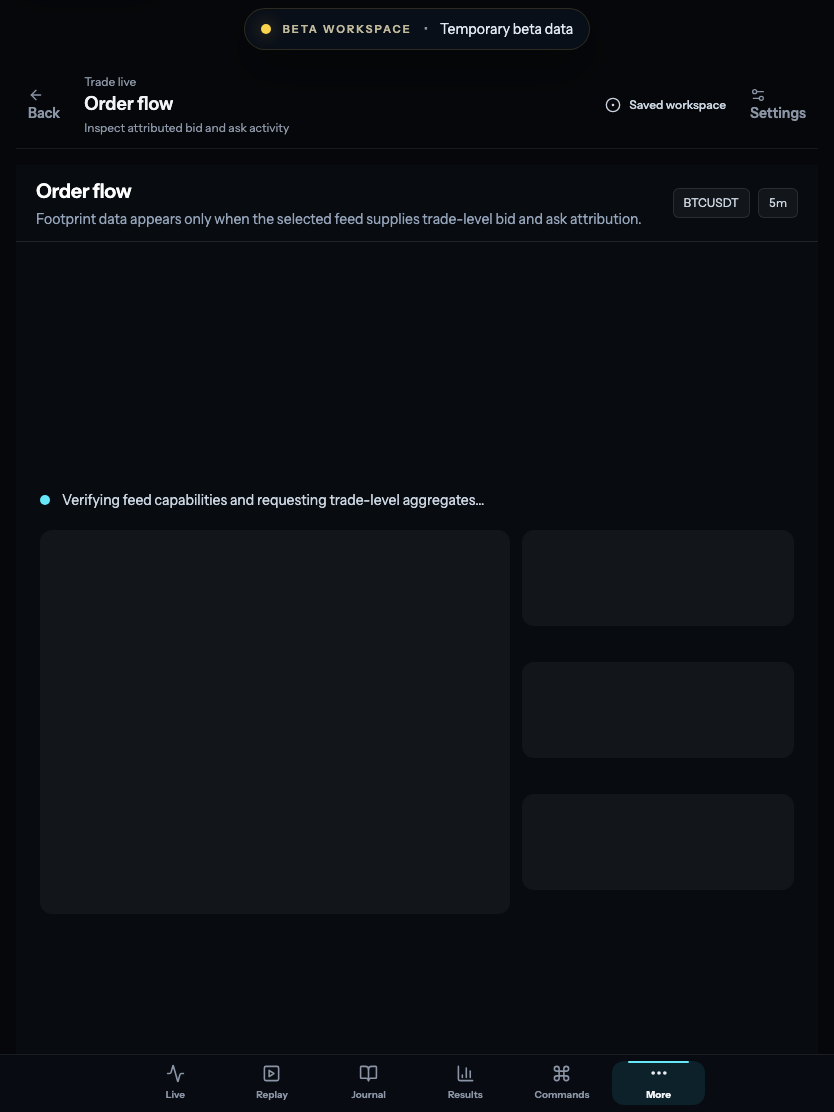 BETA WORKSPACE · Temporary beta data
Trade live
Back
Order flow
Inspect attributed bid and ask activity
Saved workspace
Settings
Order flow
Footprint data appears only when the selected feed supplies trade-level bid and ask attribution.
BTCUSDT
5m
Verifying feed capabilities and requesting trade-level aggregates...
Live
Replay
Journal
Results
Commands
More